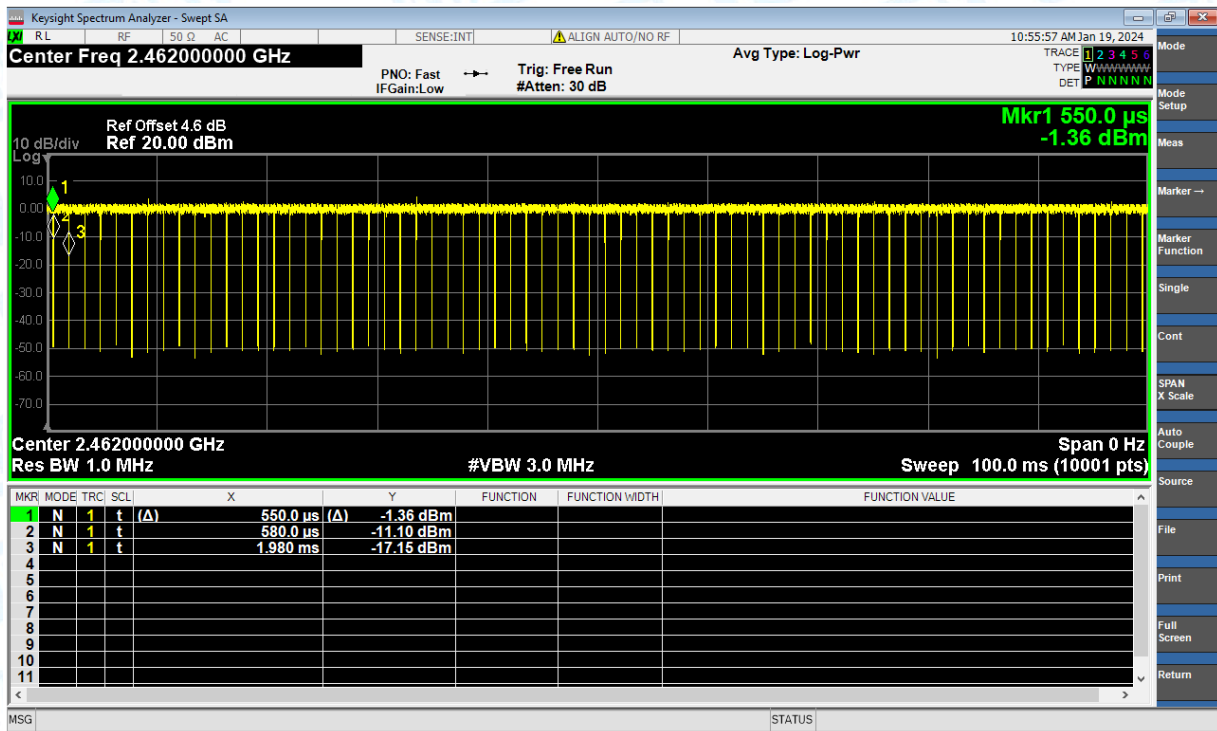 Keysight Spectrum Analyzer - Swept SA
LXI RL RF 50 Ω AC SENSE:INT ALIGN AUTO/NO RF 10:55:57 AM Jan 19, 2024
Center Freq 2.462000000 GHz
PNO: Fast
IFGain:Low
Trig: Free Run
#Atten: 30 dB
Avg Type: Log-Pwr
TRACE 1 2 3 4 5 6
TYPE WWWWWW
DET P N N N N N
Ref Offset 4.6 dB
10 dB/div Ref 20.00 dBm
Log
Mkr1 550.0 µs
-1.36 dBm
10.0
0.00
-10.0
-20.0
-30.0
-40.0
-50.0
-60.0
-70.0
1
2
3
Center 2.462000000 GHz Span 0 Hz
Res BW 1.0 MHz #VBW 3.0 MHz Sweep 100.0 ms (10001 pts)
MKR MODE TRC SCL X Y FUNCTION FUNCTION WIDTH FUNCTION VALUE
1 N 1 t (Δ) 550.0 µs (Δ) -1.36 dBm
2 N 1 t 580.0 µs -11.10 dBm
3 N 1 t 1.980 ms -17.15 dBm
4
5
6
7
8
9
10
11
MSG STATUS
Mode
Mode
Setup
Meas
Marker →
Marker
Function
Single
Cont
SPAN
X Scale
Auto
Couple
Source
File
Print
Full
Screen
Return